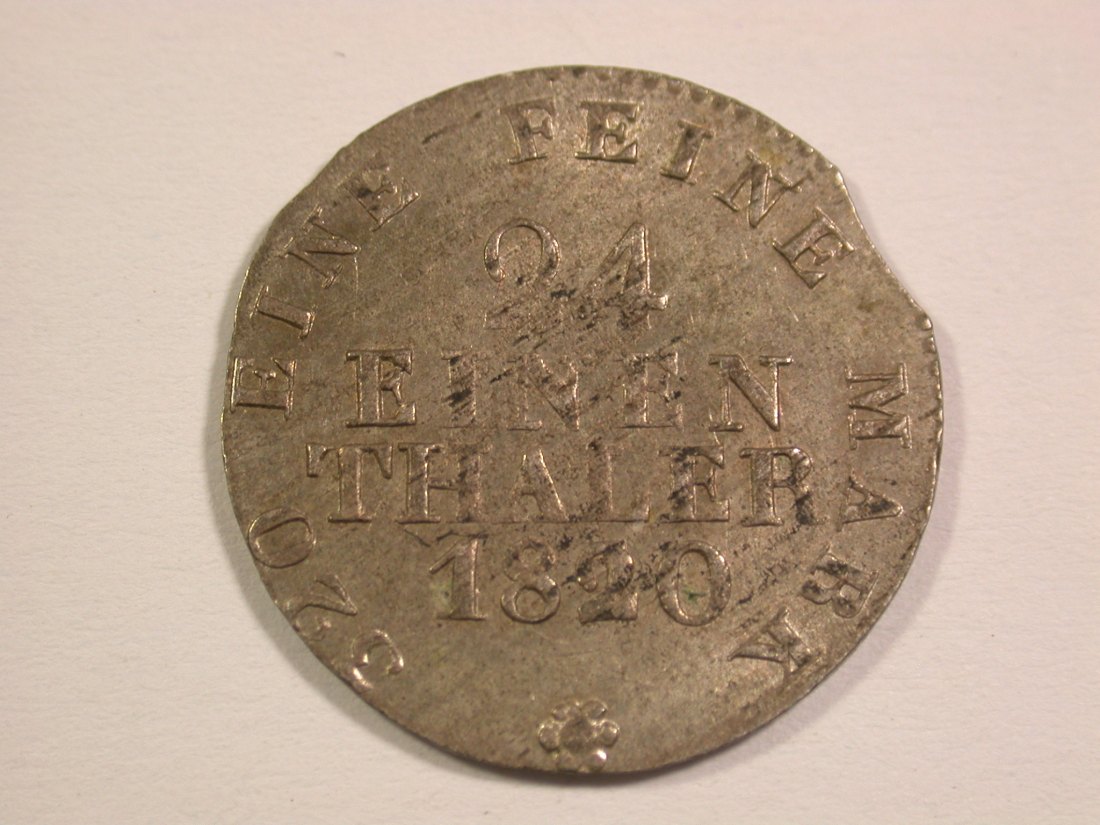 320 EINE FEINE MARK
24
EINEN
THALER
1820